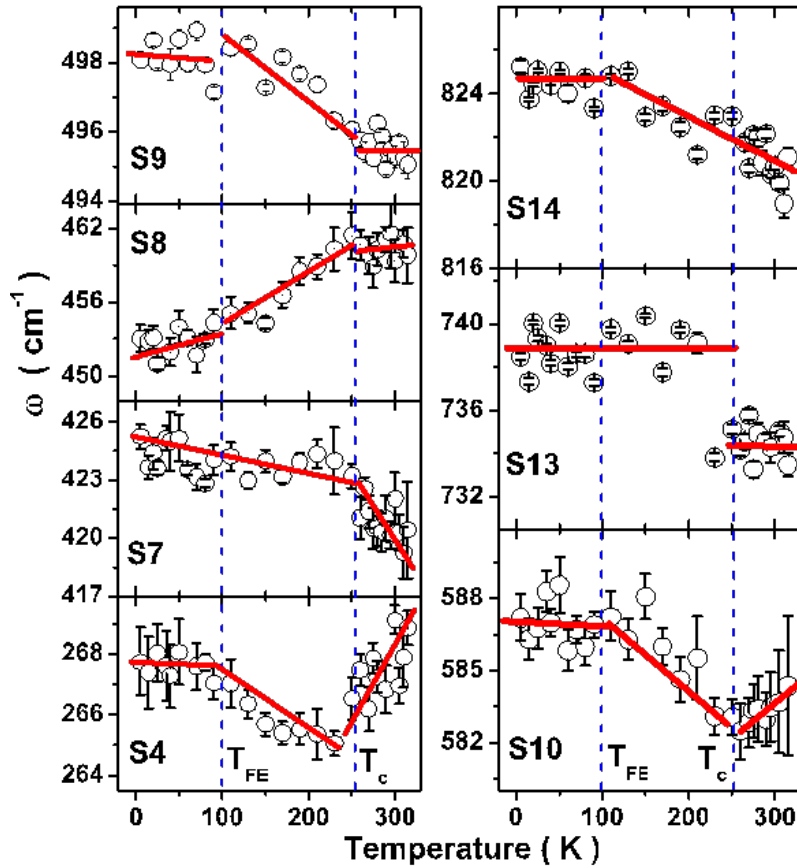 498
496
494
S9
462
456
450
S8
426
423
420
417
S7
268
266
264
S4
T_FE
T_c
0
100
200
300
824
820
816
S14
740
736
732
S13
588
585
582
S10
T_FE
T_c
0
100
200
300
ω ( cm⁻¹)
Temperature ( K )